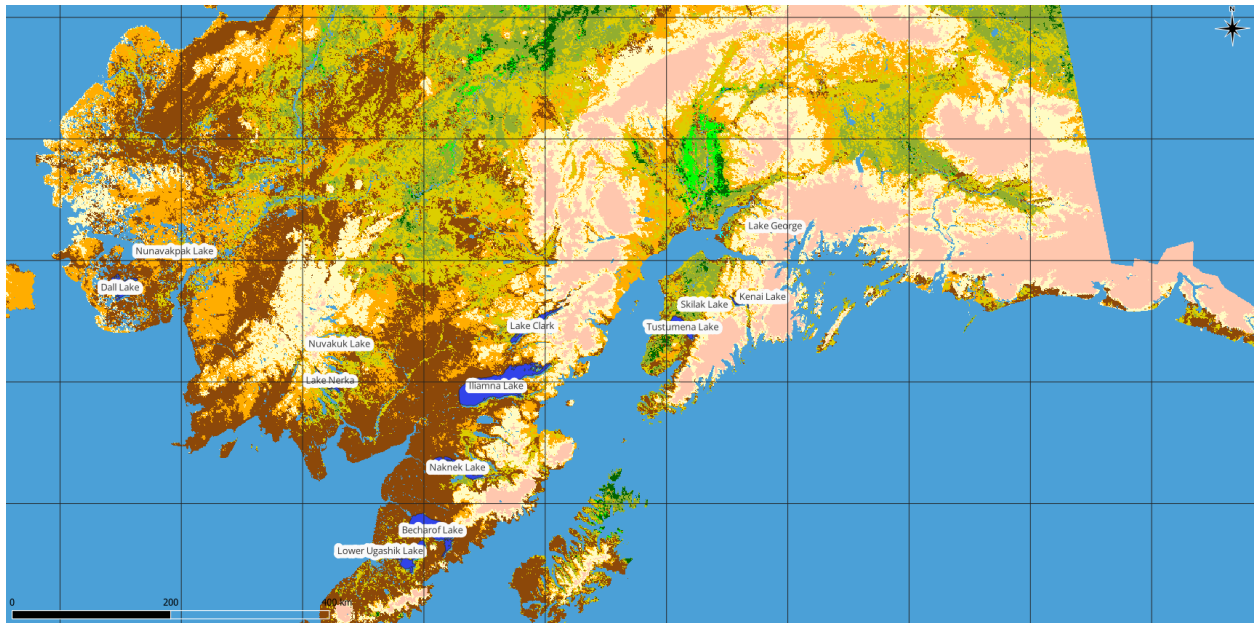 N
Lake George
Nunavakpak Lake
Dall Lake
Kenai Lake
Skilak Lake
Lake Clark
Tustumena Lake
Nuvakuk Lake
Lake Nerka
Iliamna Lake
Naknek Lake
Becharof Lake
Lower Ugashik Lake
0 200 400 km